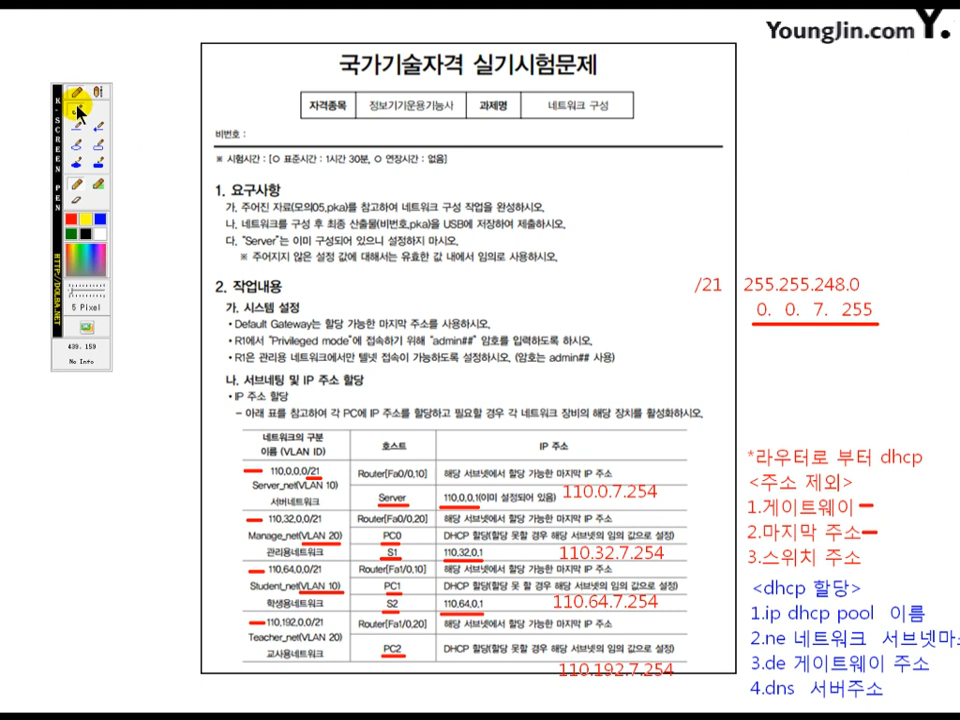 YoungJin.com Y.
국가기술자격 실기시험문제
자격종목 정보기기운용기능사 과제명 네트워크 구성
비번호 :
※ 시험시간 : [○ 표준시간 : 1시간 30분, ○ 연장시간 : 없음]
1. 요구사항
가. 주어진 자료(모의05.pka)를 참고하여 네트워크 구성 작업을 완성하시오.
나. 네트워크를 구성 후 최종 산출물(비번호.pka)을 USB에 저장하여 제출하시오.
다. "Server"는 이미 구성되어 있으니 설정하지 마시오.
※ 주어지지 않은 설정 값에 대해서는 유효한 값 내에서 임의로 사용하시오.
2. 작업내용
/21 255.255.248.0
0. 0. 7. 255
가. 시스템 설정
• Default Gateway는 할당 가능한 마지막 주소를 사용하시오.
• R1에서 "Privileged mode"에 접속하기 위해 "admin##" 암호를 입력하도록 하시오.
• R1은 관리용 네트워크에서만 텔넷 접속이 가능하도록 설정하시오. (암호는 admin## 사용)
나. 서브네팅 및 IP 주소 할당
• IP 주소 할당
– 아래 표를 참고하여 각 PC에 IP 주소를 할당하고 필요할 경우 각 네트워크 장비의 해당 장치를 활성화하시오.
네트워크의 구분
이름 (VLAN ID) 호스트 IP 주소
110.0.0.0/21
Server_net(VLAN 10)
서버네트워크
Router[Fa0/0.10] 해당 서브넷에서 할당 가능한 마지막 IP 주소
Server 110.0.0.1(이미 설정되어 있음) 110.0.7.254
110.32.0.0/21
Manage_net(VLAN 20)
관리용네트워크
Router[Fa0/0.20] 해당 서브넷에서 할당 가능한 마지막 IP 주소
PC0 DHCP 할당(할당 못할 경우 해당 서브넷의 임의 값으로 설정)
S1 110.32.0.1 110.32.7.254
110.64.0.0/21
Student_net(VLAN 10)
학생용네트워크
Router[Fa1/0.10] 해당 서브넷에서 할당 가능한 마지막 IP 주소
PC1 DHCP 할당(할당 못 할 경우 해당 서브넷의 임의 값으로 설정)
S2 110.64.0.1 110.64.7.254
110.192.0.0/21
Teacher_net(VLAN 20)
교사용네트워크
Router[Fa1/0.20] 해당 서브넷에서 할당 가능한 마지막 IP 주소
PC2 DHCP 할당(할당 못할 경우 해당 서브넷의 임의 값으로 설정)
110.192.7.254
*라우터로 부터 dhcp
<주소 제외>
1.게이트웨이
2.마지막 주소
3.스위치 주소
<dhcp 할당>
1.ip dhcp pool 이름
2.ne 네트워크 서브넷마스
3.de 게이트웨이 주소
4.dns 서버주소
K-SCREEN PEN
HTTP://DOLBA.NET
5 Pixel
439. 159
No Info